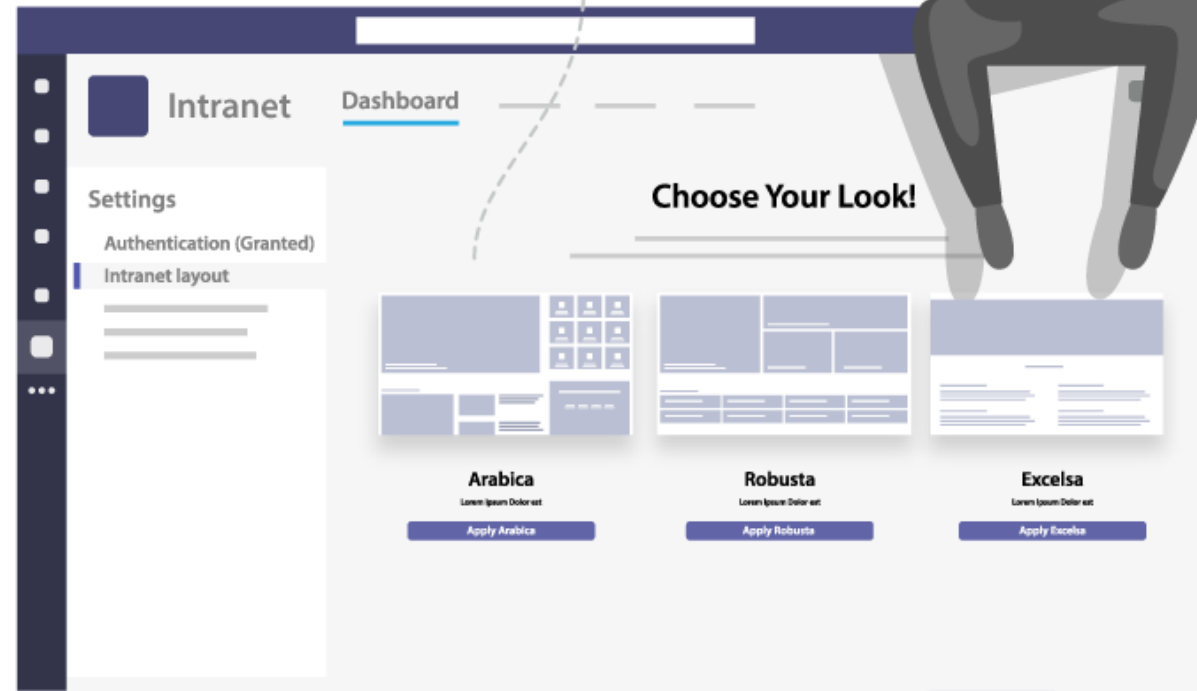 Intranet
Dashboard
Settings
Authentication (Granted)
Intranet layout
Choose Your Look!
Arabica
Lorem Ipsum Dolor est
Apply Arabica
Robusta
Lorem Ipsum Dolor est
Apply Robusta
Excelsa
Lorem Ipsum Dolor est
Apply Excelsa